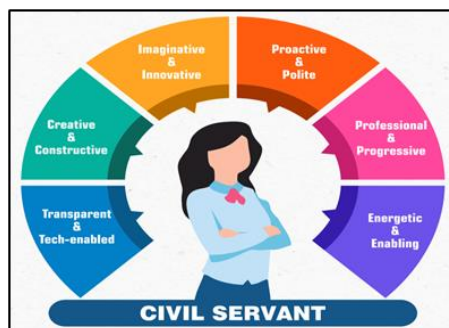 Imaginative
&
Innovative
Proactive
&
Polite
Creative
&
Constructive
Professional
&
Progressive
Transparent
&
Tech-enabled
Energetic
&
Enabling
CIVIL SERVANT